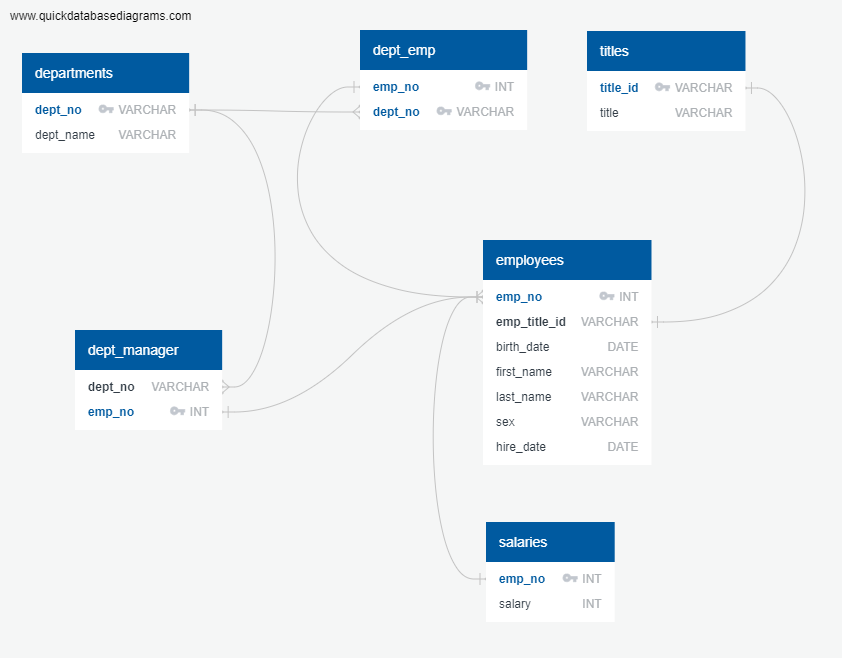 www.quickdatabasediagrams.com
departments
dept_no VARCHAR
dept_name VARCHAR
dept_emp
emp_no INT
dept_no VARCHAR
titles
title_id VARCHAR
title VARCHAR
employees
emp_no INT
emp_title_id VARCHAR
birth_date DATE
first_name VARCHAR
last_name VARCHAR
sex VARCHAR
hire_date DATE
dept_manager
dept_no VARCHAR
emp_no INT
salaries
emp_no INT
salary INT